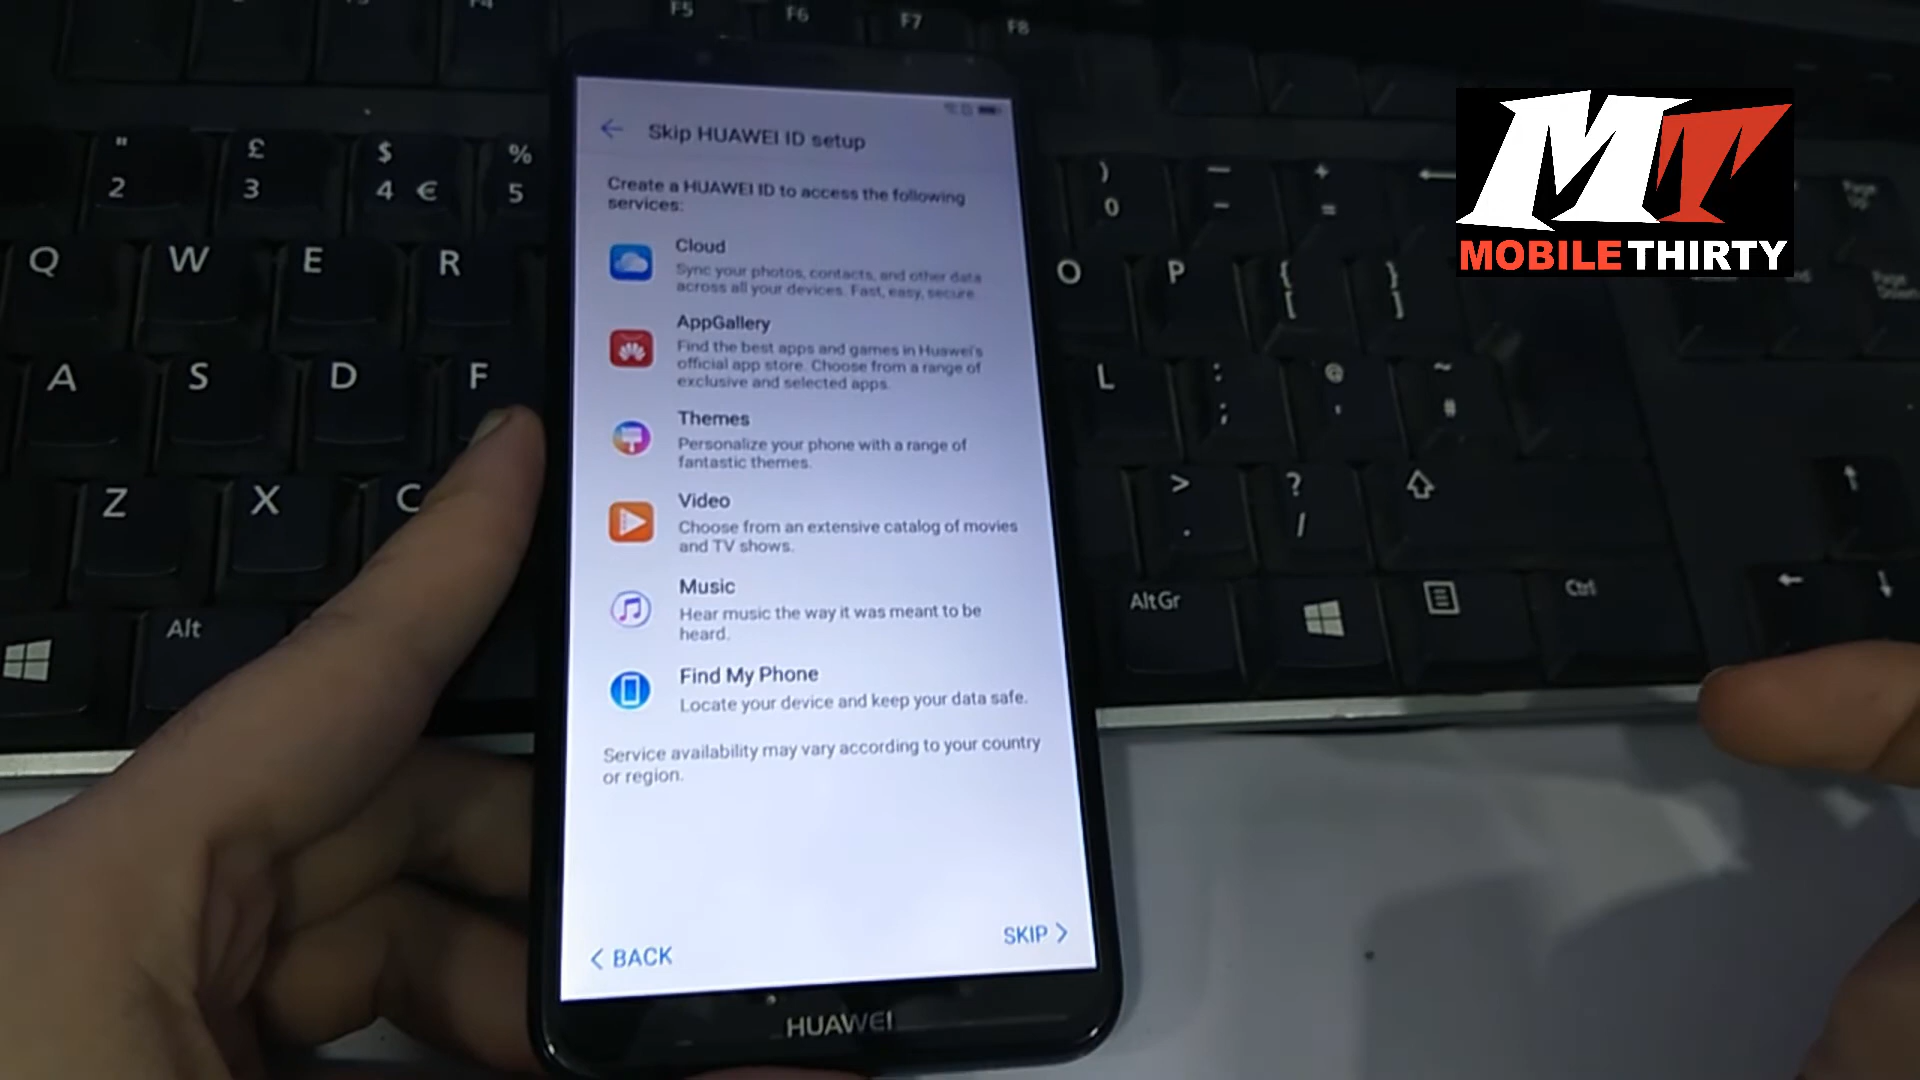 F5 F6 F7 F8
" £ $ %
2 3 4 € 5
) — +
0 - =
Q W E R
O P { }
[ ]
A S D F
L : @ ~
; ' #
Z X C
> ?
. /
Alt
AltGr
Ctrl
Page
Up
Page
Down
MT
MOBILETHIRTY
Skip HUAWEI ID setup
Create a HUAWEI ID to access the following
services:
Cloud
Sync your photos, contacts, and other data
across all your devices. Fast, easy, secure.
AppGallery
Find the best apps and games in Huawei's
official app store. Choose from a range of
exclusive and selected apps.
Themes
Personalize your phone with a range of
fantastic themes.
Video
Choose from an extensive catalog of movies
and TV shows.
Music
Hear music the way it was meant to be
heard.
Find My Phone
Locate your device and keep your data safe.
Service availability may vary according to your country
or region.
< BACK
SKIP >
HUAWEI